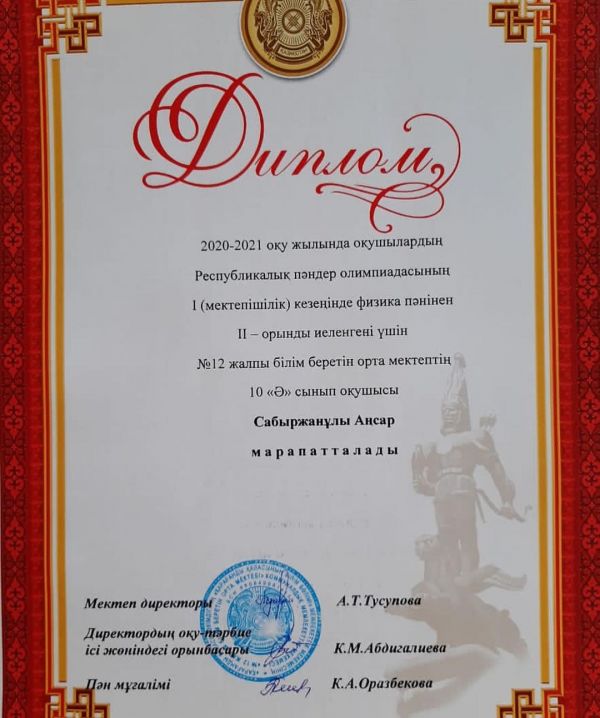 ҚАЗАҚСТАН
Диплом
2020-2021 оқу жылында оқушылардың
Республикалық пәндер олимпиадасының
I (мектепішілік) кезеңінде физика пәнінен
II – орынды иеленгені үшін
№12 жалпы білім беретін орта мектептің
10 «Ә» сынып оқушысы
Сабыржанұлы Аңсар
м а р а п а т т а л а д ы
Мектеп директоры А.Т.Тусупова
Директордың оқу-тәрбие
ісі жөніндегі орынбасары К.М.Абдигалиева
Пән мұғалімі К.А.Оразбекова